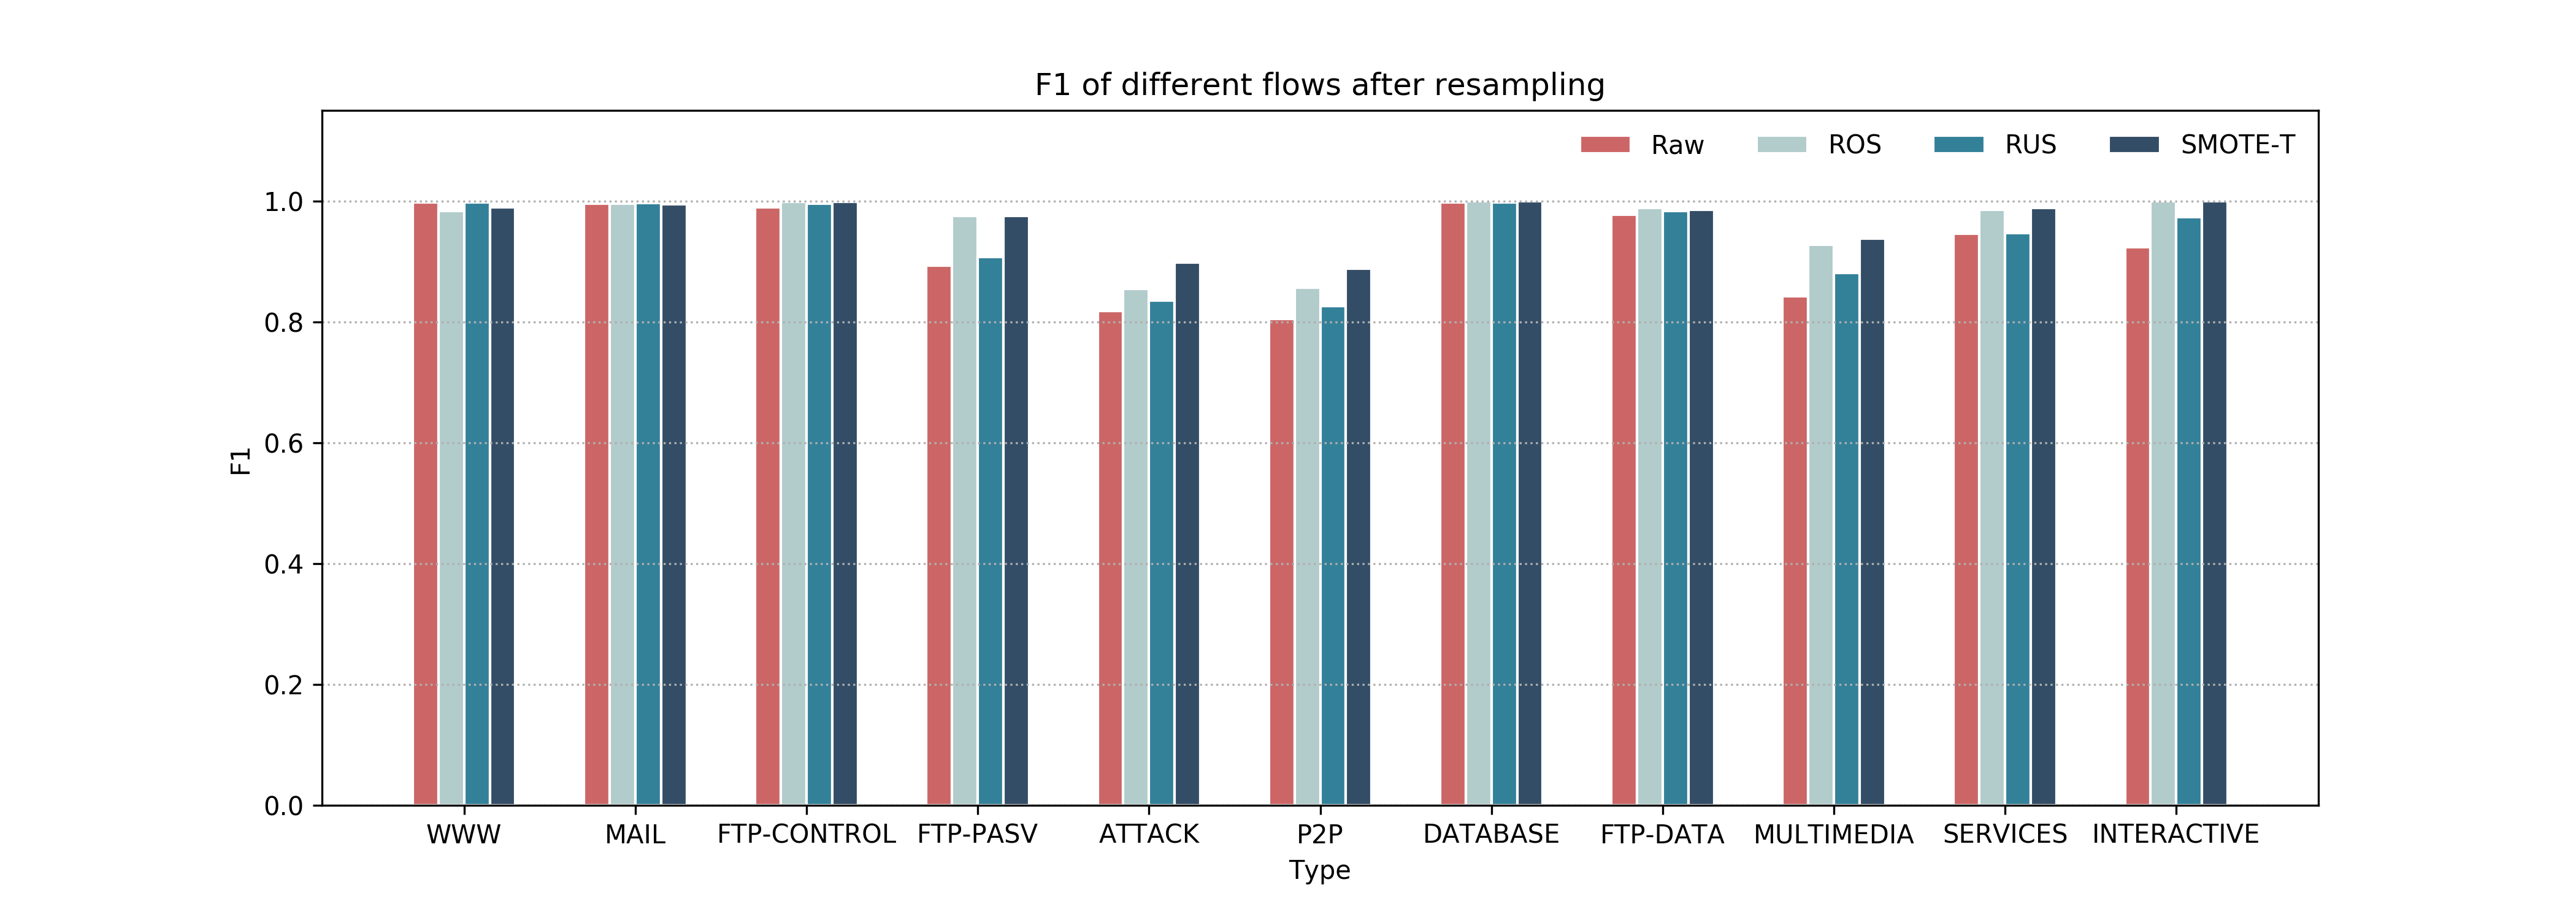 F1 of different flows after resampling
Raw ROS RUS SMOTE-T
1.0
0.8
0.6
0.4
0.2
0.0
F1
WWW MAIL FTP-CONTROL FTP-PASV ATTACK P2P DATABASE FTP-DATA MULTIMEDIA SERVICES INTERACTIVE
Type